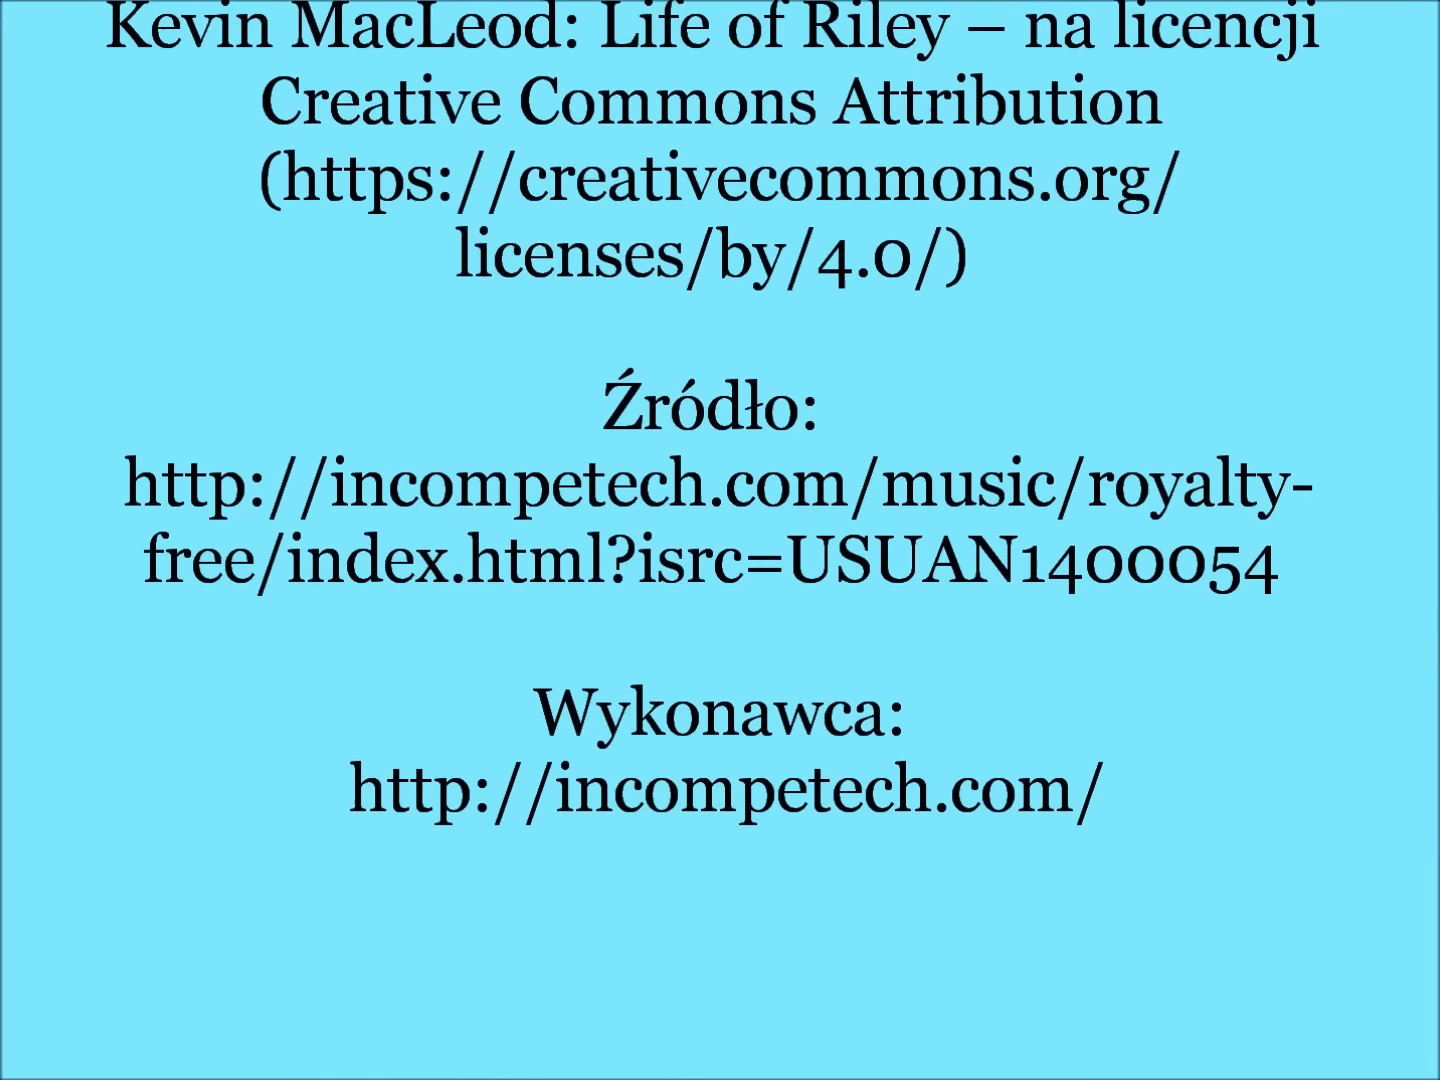 Kevin MacLeod: Life of Riley – na licencji
Creative Commons Attribution
(https://creativecommons.org/
licenses/by/4.0/)
Źródło:
http://incompetech.com/music/royalty-
free/index.html?isrc=USUAN1400054
Wykonawca:
http://incompetech.com/